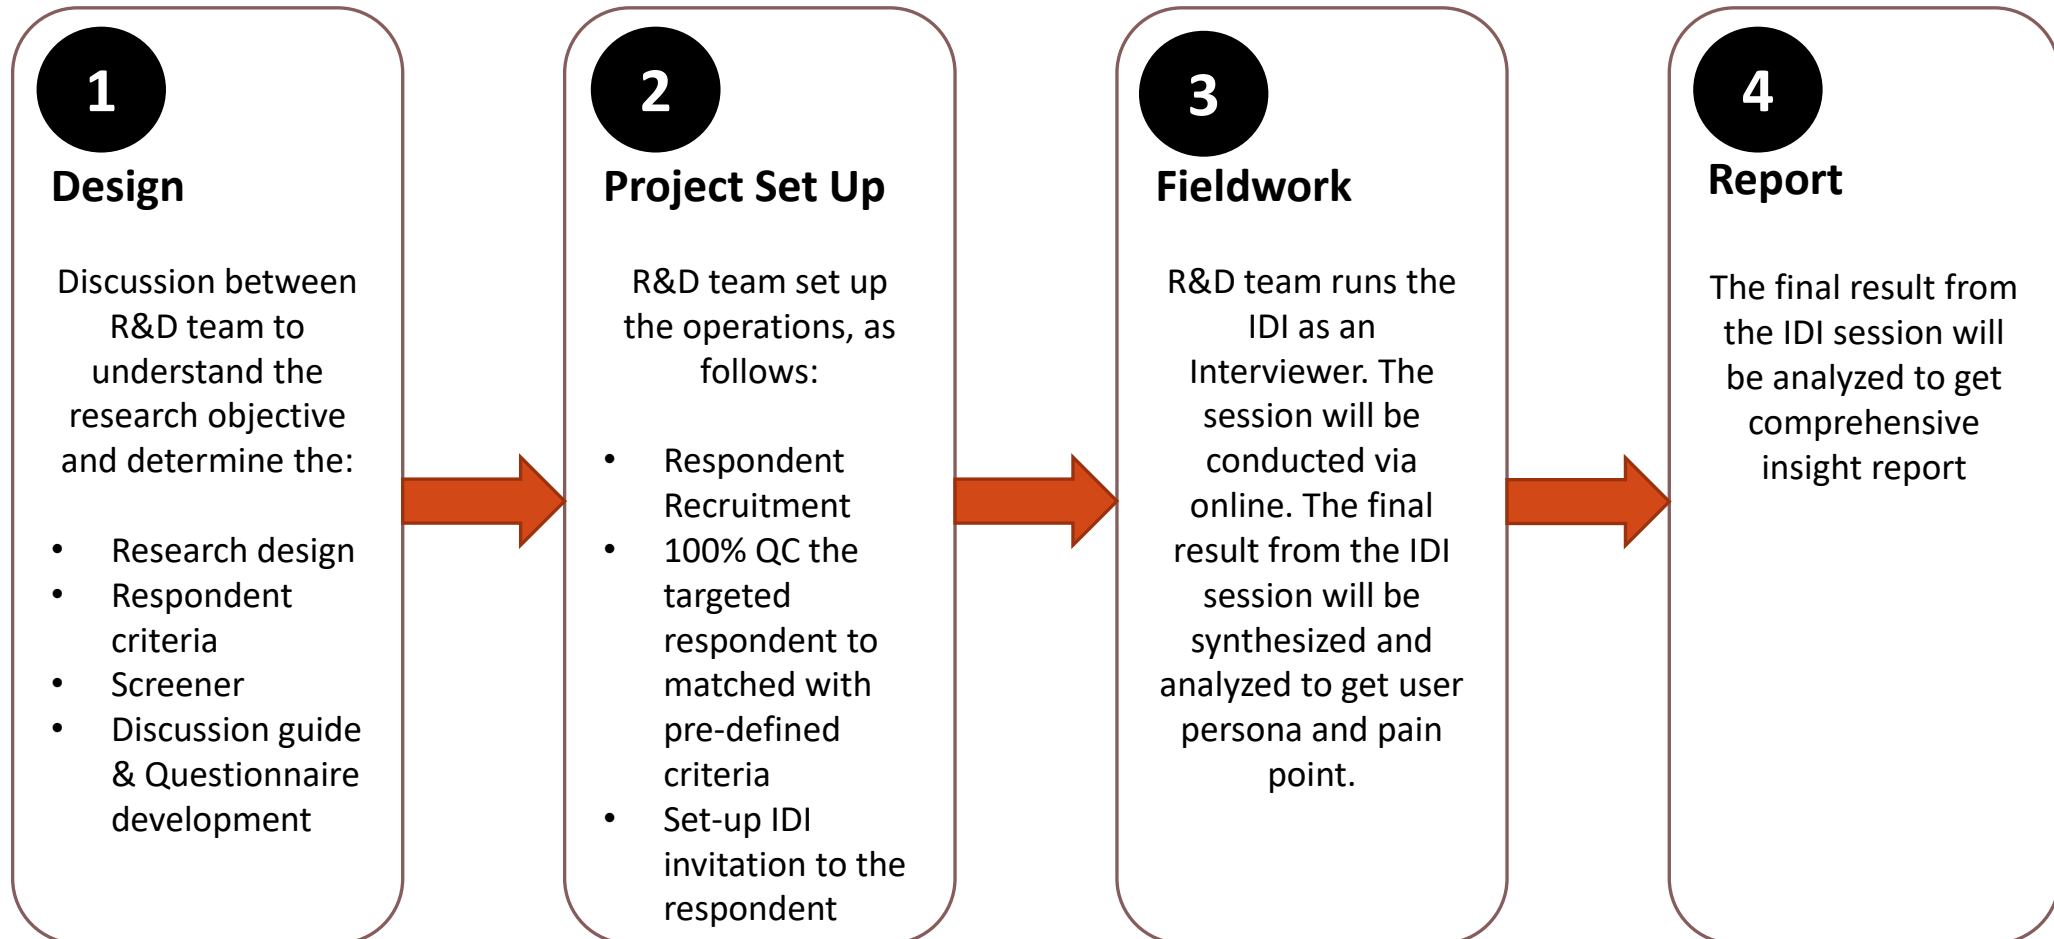 1
Design
Discussion between
R&D team to
understand the
research objective
and determine the:
• Research design
• Respondent
criteria
• Screener
• Discussion guide
& Questionnaire
development
2
Project Set Up
R&D team set up
the operations, as
follows:
• Respondent
Recruitment
• 100% QC the
targeted
respondent to
matched with
pre-defined
criteria
• Set-up IDI
invitation to the
respondent
3
Fieldwork
R&D team runs the
IDI as an
Interviewer. The
session will be
conducted via
online. The final
result from the IDI
session will be
synthesized and
analyzed to get user
persona and pain
point.
4
Report
The final result from
the IDI session will
be analyzed to get
comprehensive
insight report